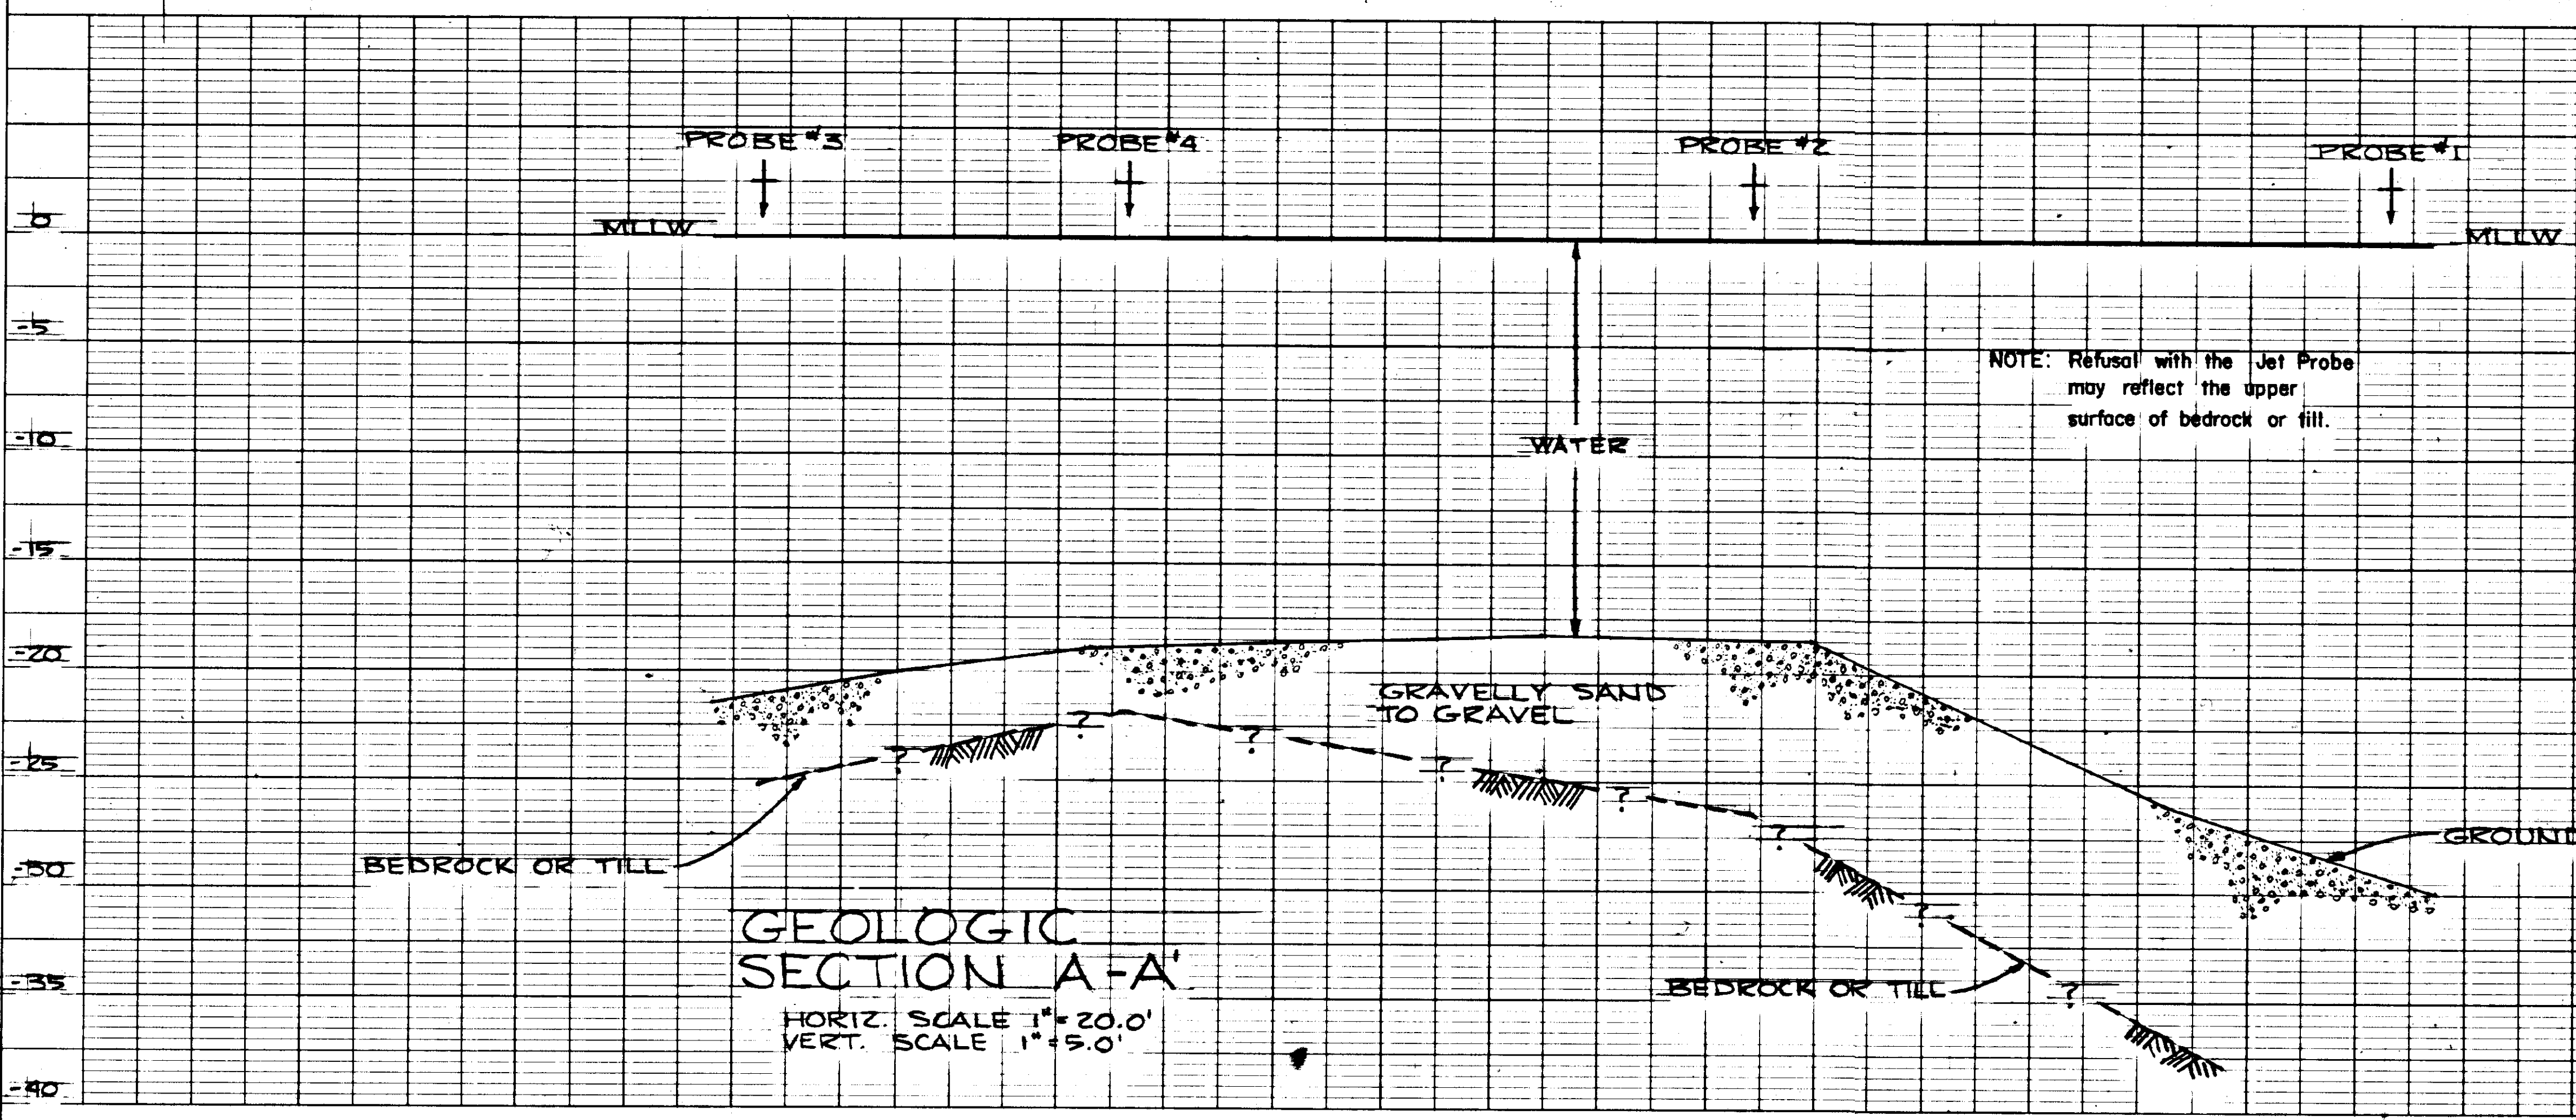 PROBE #3
PROBE #4
PROBE #2
PROBE #1
0
MLLW
MLLW
-5
NOTE: Refusal with the Jet Probe
may reflect the upper
surface of bedrock or till.
-10
WATER
-15
-20
GRAVELLY SAND
TO GRAVEL
?
?
?
?
-25
?
?
BEDROCK OR TILL
GROUND
-30
?
GEOLOGIC
SECTION A-A'
-35
BEDROCK OR TILL
?
HORIZ. SCALE 1"=20.0'
VERT. SCALE 1"=5.0'
-40